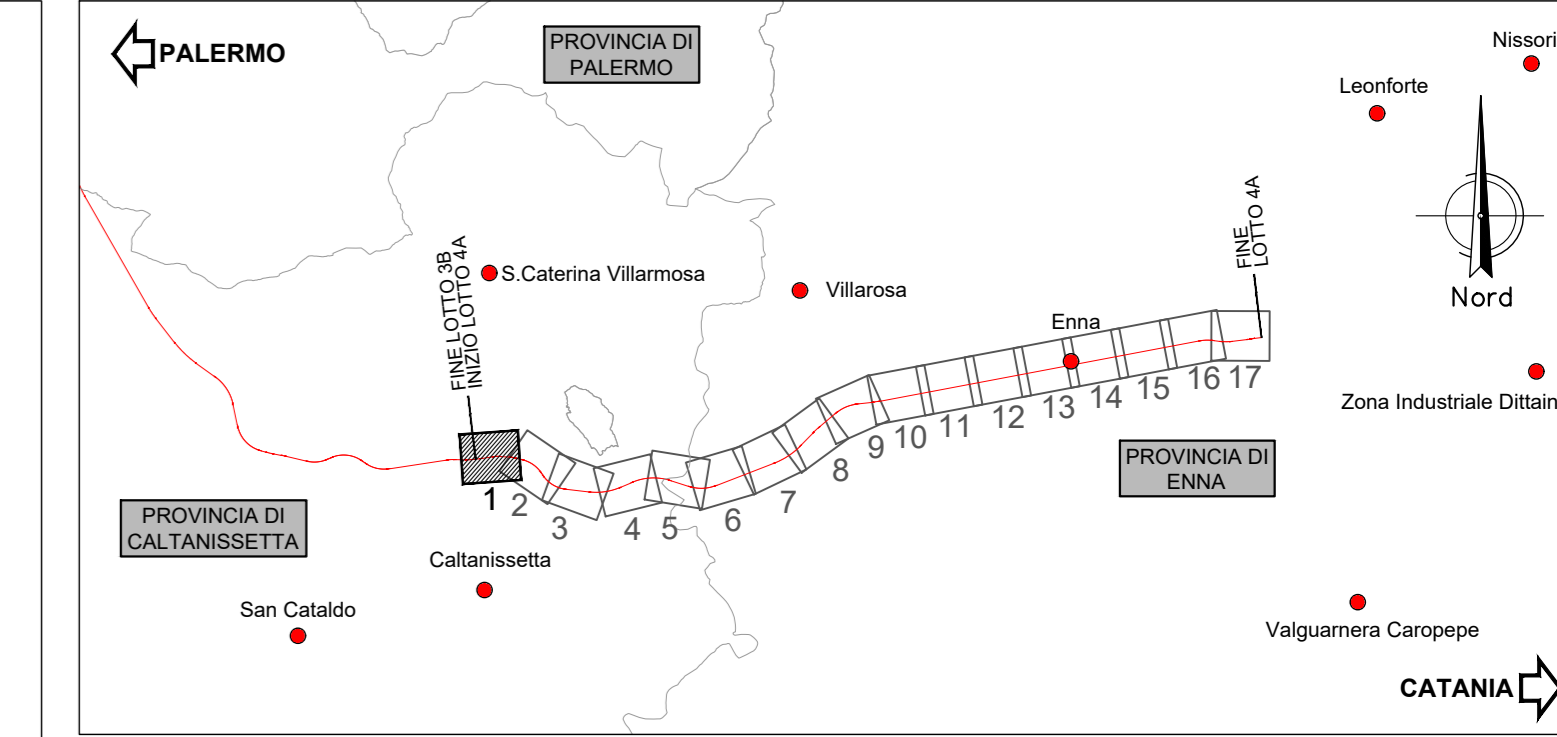 PALERMO
PROVINCIA DI
PALERMO
Nissori
Leonforte
Nord
FINE LOTTO 3B
INIZIO LOTTO 4A
S.Caterina Villarmosa
Villarosa
Enna
FINE
LOTTO 4A
Zona Industriale Dittain
1
2
3
4
5
6
7
8
9
10
11
12
13
14
15
16
17
PROVINCIA DI
CALTANISSETTA
PROVINCIA DI
ENNA
Caltanissetta
San Cataldo
Valguarnera Caropepe
CATANIA